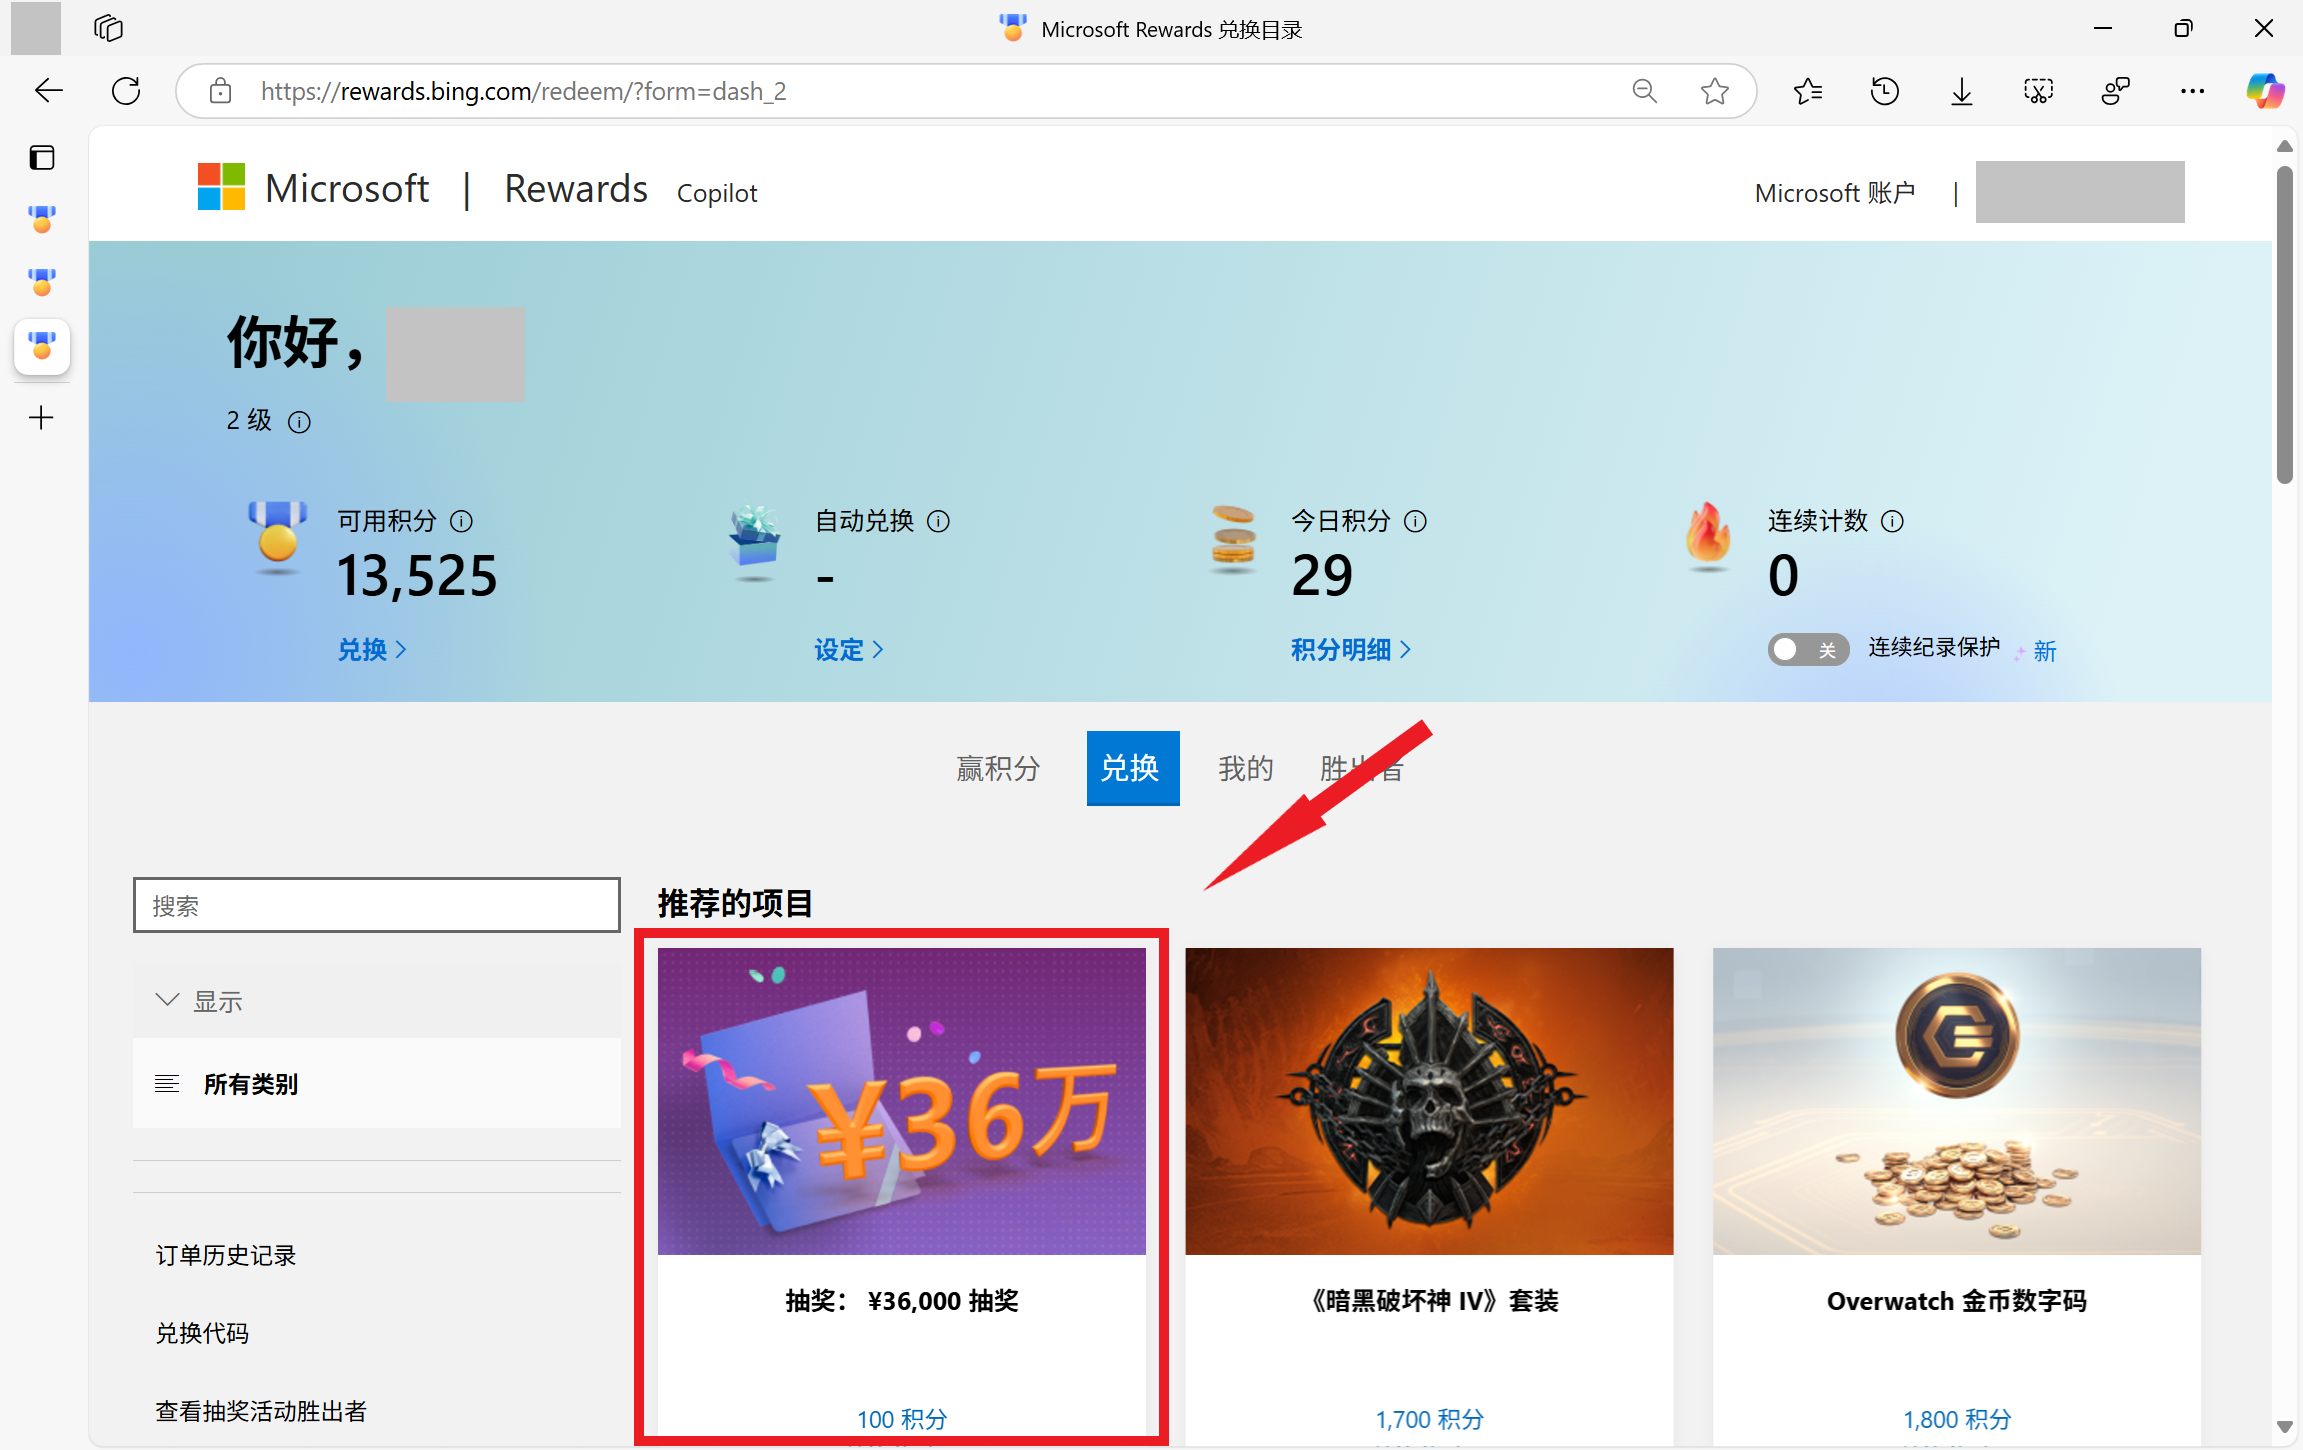 Microsoft Rewards 兑换目录
https://rewards.bing.com/redeem/?form=dash_2
Microsoft | Rewards Copilot
Microsoft 账户 |
你好，
2 级
可用积分
13,525
兑换
自动兑换
-
设定
今日积分
29
积分明细
连续计数
0
关 连续纪录保护 新
赢积分 兑换 我的 胜出者
搜索
显示
所有类别
订单历史记录
兑换代码
查看抽奖活动胜出者
推荐的项目
¥36万
抽奖： ¥36,000 抽奖
100 积分
《暗黑破坏神 IV》套装
1,700 积分
Overwatch 金币数字码
1,800 积分